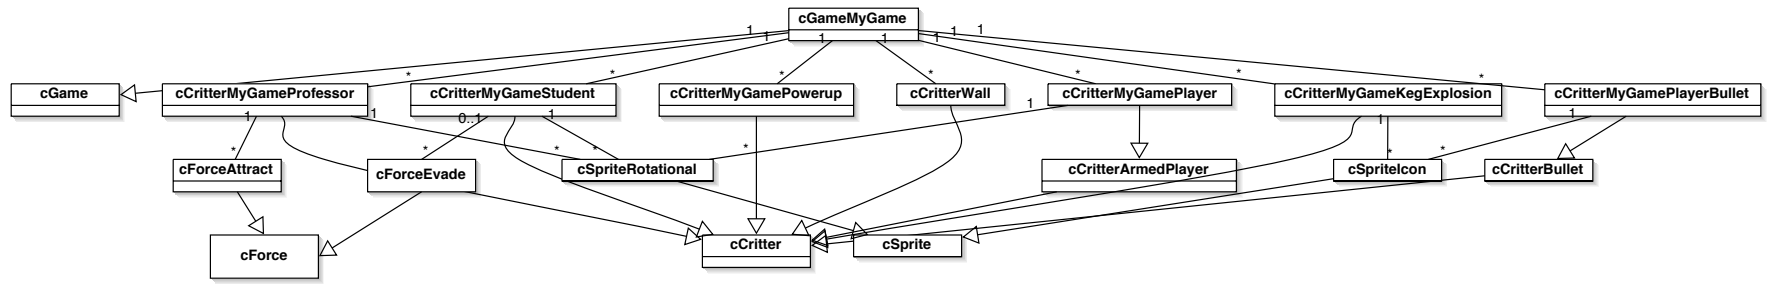 cGameMyGame
1 1 1 1 1 1 1 1
* * * * * * *
cGame cCritterMyGameProfessor cCritterMyGameStudent cCritterMyGamePowerup cCritterWall cCritterMyGamePlayer cCritterMyGameKegExplosion cCritterMyGamePlayerBullet
1 1 0..1 1 1 1 1
* * * * * * *
cForceAttract cForceEvade cSpriteRotational cCritterArmedPlayer cSpriteIcon cCritterBullet
cForce cCritter cSprite